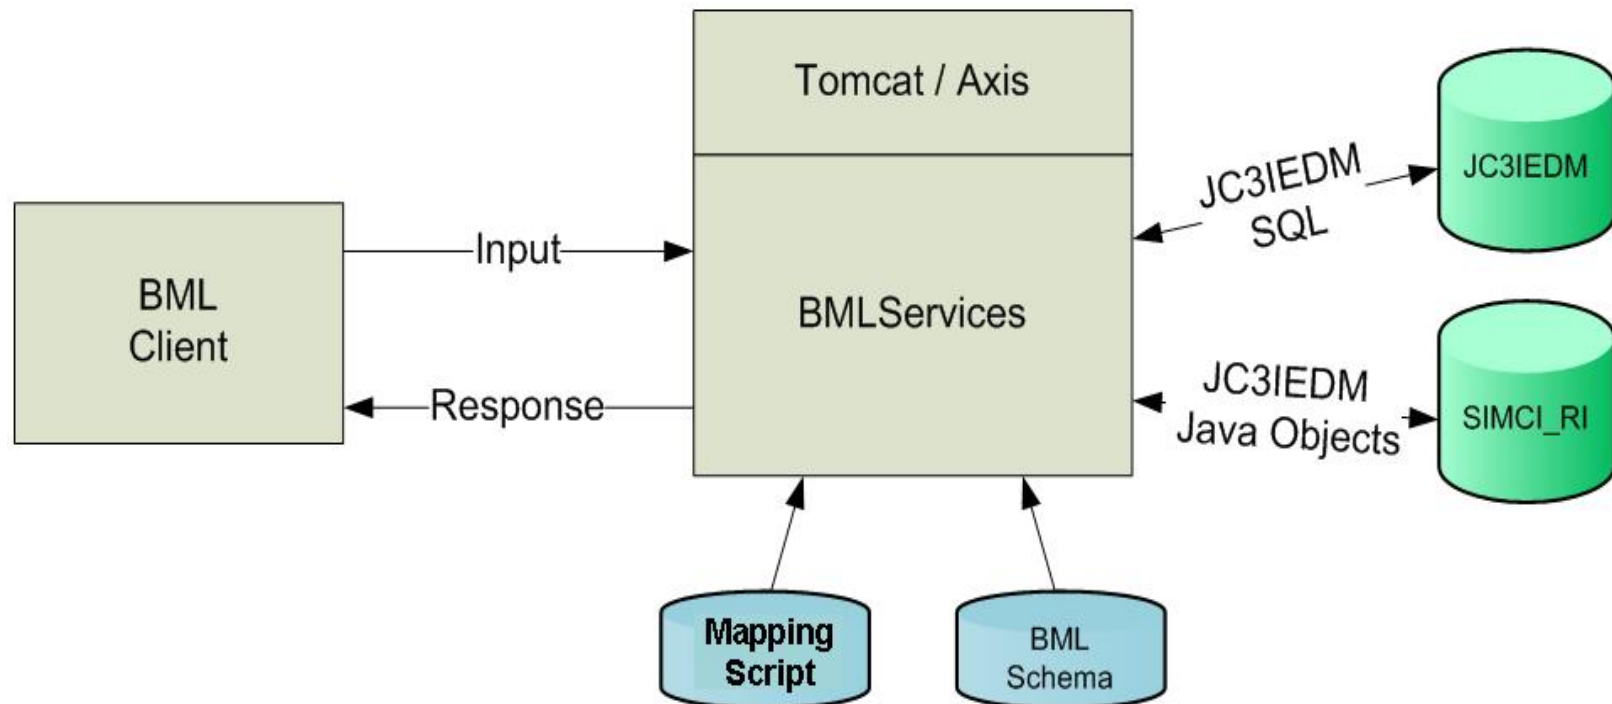 Tomcat / Axis
JC3IEDM
SQL
JC3IEDM
Input
BML
Client
BMLServices
Response
JC3IEDM
Java Objects
SIMCI_RI
Mapping
Script
BML
Schema